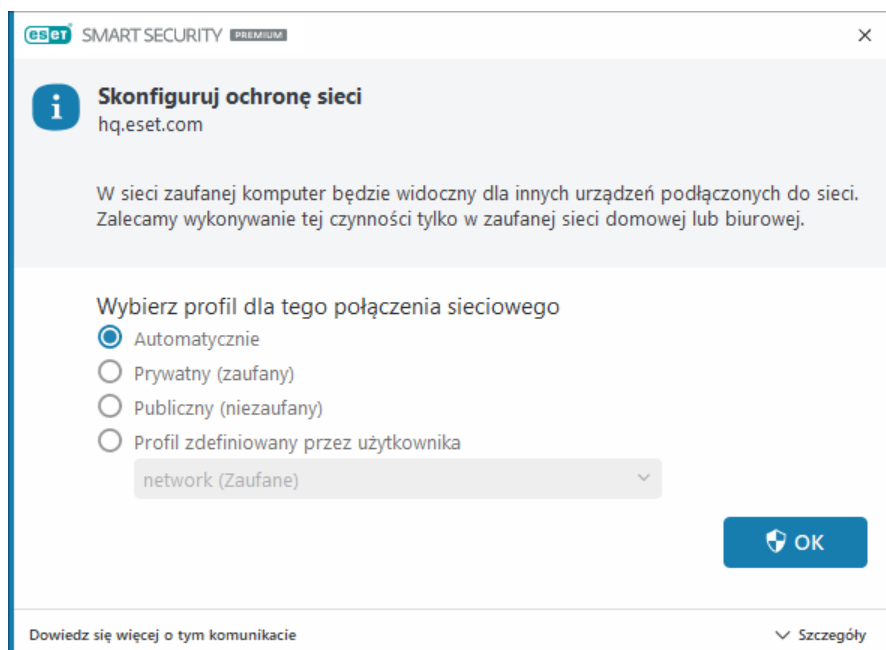 eset SMART SECURITY PREMIUM
Skonfiguruj ochronę sieci
hq.eset.com
W sieci zaufanej komputer będzie widoczny dla innych urządzeń podłączonych do sieci.
Zalecamy wykonywanie tej czynności tylko w zaufanej sieci domowej lub biurowej.
Wybierz profil dla tego połączenia sieciowego
Automatycznie
Prywatny (zaufany)
Publiczny (niezaufany)
Profil zdefiniowany przez użytkownika
network (Zaufane)
OK
Dowiedz się więcej o tym komunikacie Szczegóły